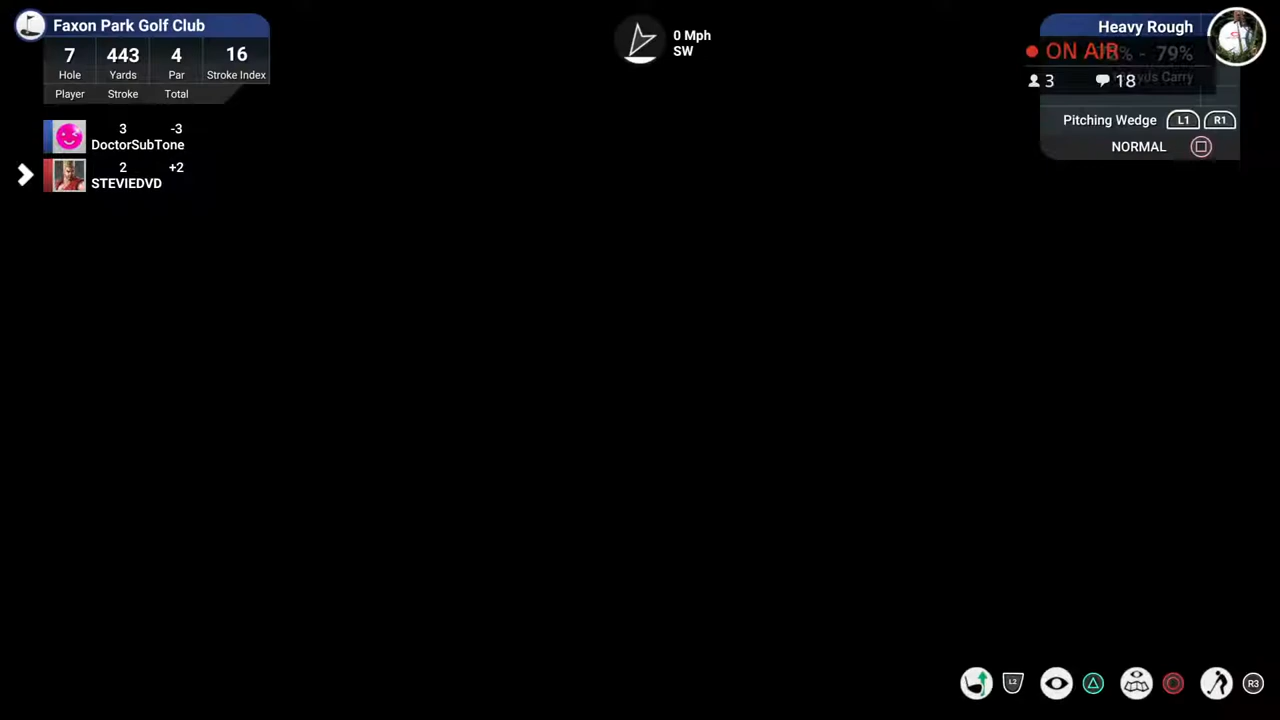 Faxon Park Golf Club
7 443 4 16
Hole Yards Par Stroke Index
Player Stroke Total
3 -3
DoctorSubTone
2 +2
STEVIEDVD
0 Mph
SW
Heavy Rough
ON AIR
- 79%
3 18
Carry
Pitching Wedge L1 R1
NORMAL
L2 R3